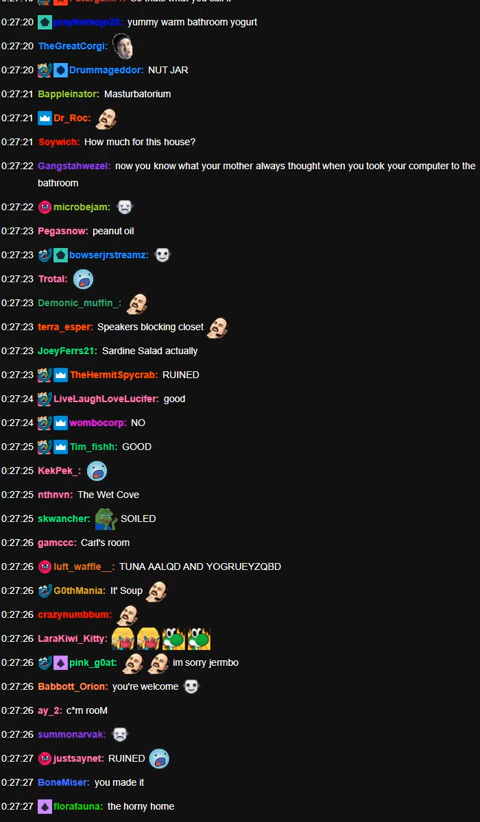 0:27:20 prayformojo23: yummy warm bathroom yogurt
0:27:20 TheGreatCorgi:
0:27:20 Drummageddor: NUT JAR
0:27:21 Bappleinator: Masturbatorium
0:27:21 Dr_Roc:
0:27:21 Soywich: How much for this house?
0:27:22 Gangstahwezel: now you know what your mother always thought when you took your computer to the
bathroom
0:27:22 microbejam:
0:27:23 Pegasnow: peanut oil
0:27:23 bowserjrstreamz:
0:27:23 Trotal:
0:27:23 Demonic_muffin_:
0:27:23 terra_esper: Speakers blocking closet
0:27:23 JoeyFerrs21: Sardine Salad actually
0:27:23 TheHermitSpycrab: RUINED
0:27:24 LiveLaughLoveLucifer: good
0:27:24 wombocorp: NO
0:27:25 Tim_fishh: GOOD
0:27:25 KekPek_:
0:27:25 nthnvn: The Wet Cove
0:27:25 skwancher: SOILED
0:27:26 gamccc: Carl's room
0:27:26 luft_waffle__: TUNA AALQD AND YOGRUEYZQBD
0:27:26 G0thMania: It' Soup
0:27:26 crazynumbbum:
0:27:26 LaraKiwi_Kitty:
0:27:26 pink_g0at: im sorry jermbo
0:27:26 Babbott_Orion: you're welcome
0:27:26 ay_2: c*m rooM
0:27:26 summonarvak:
0:27:27 justsaynet: RUINED
0:27:27 BoneMiser: you made it
0:27:27 florafauna: the horny home